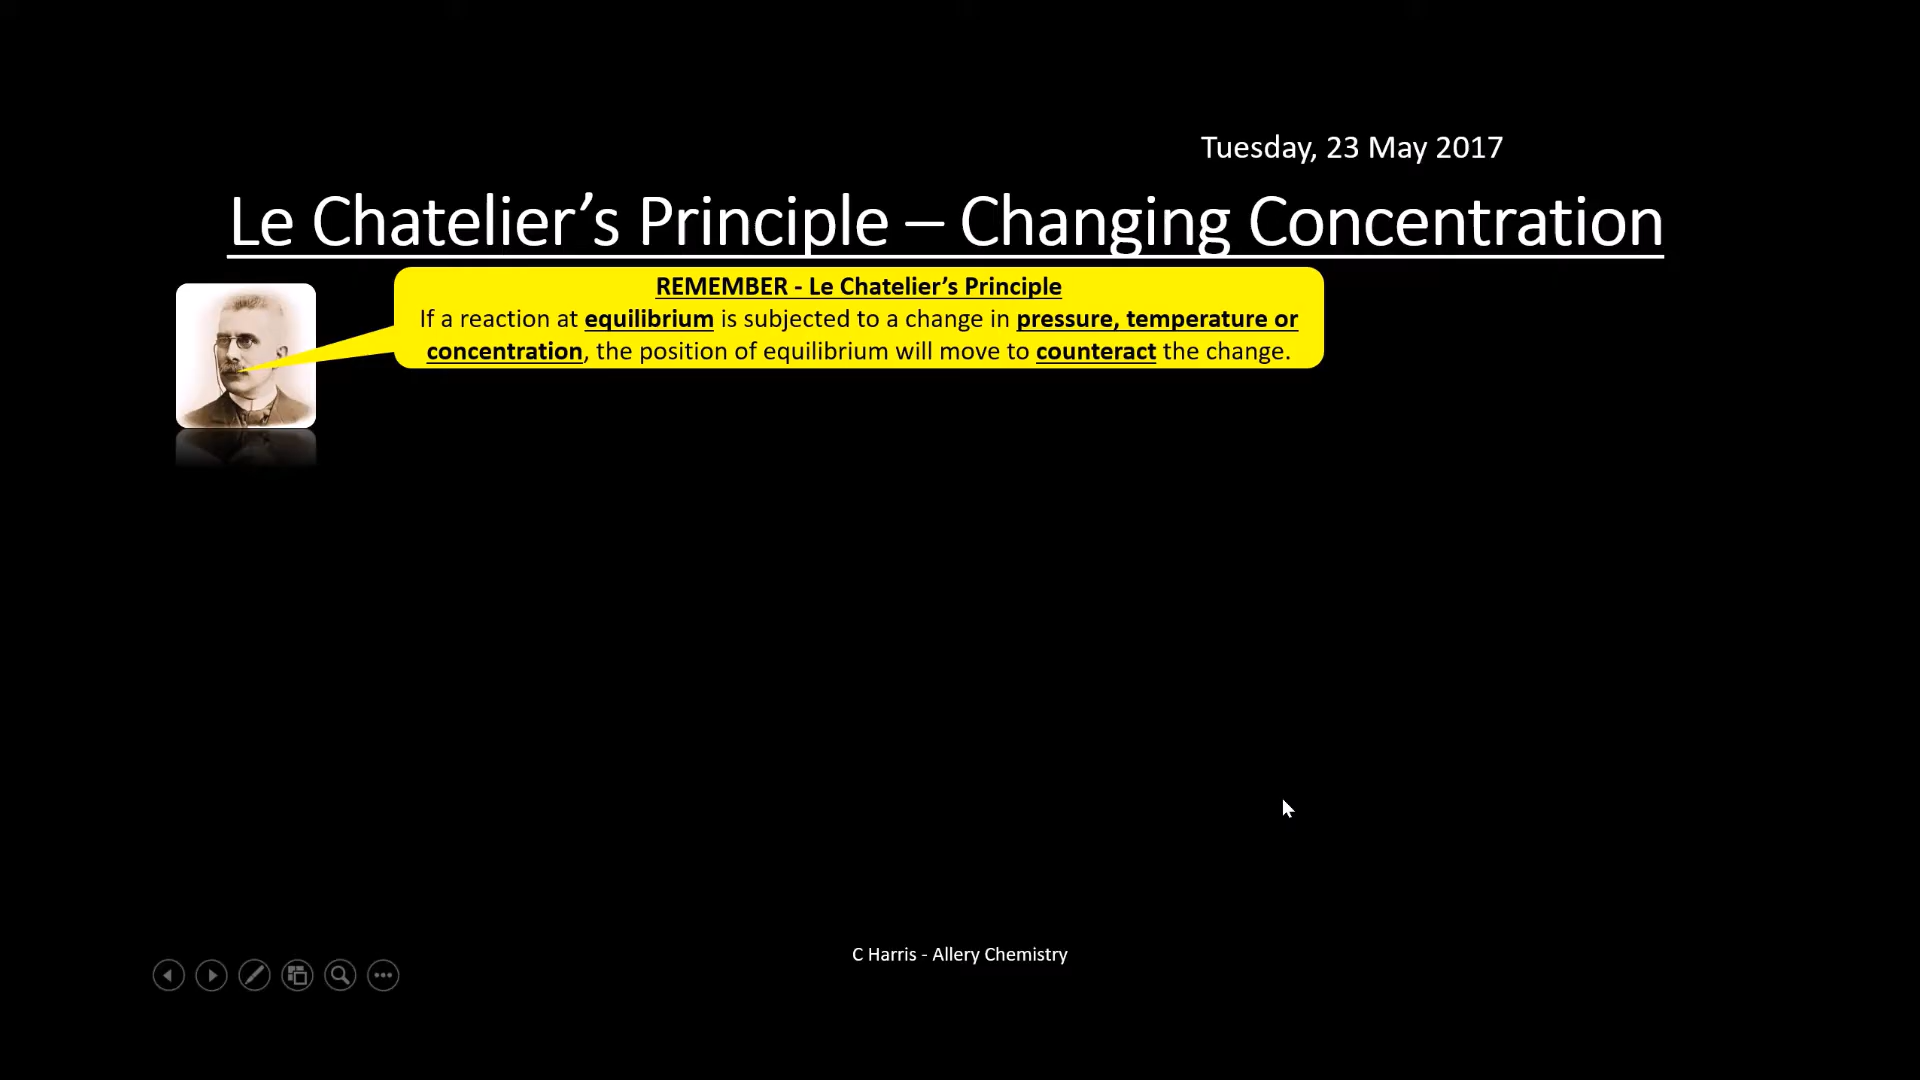 Tuesday, 23 May 2017
Le Chatelier’s Principle – Changing Concentration
REMEMBER - Le Chatelier’s Principle
If a reaction at equilibrium is subjected to a change in pressure, temperature or
concentration, the position of equilibrium will move to counteract the change.
C Harris - Allery Chemistry